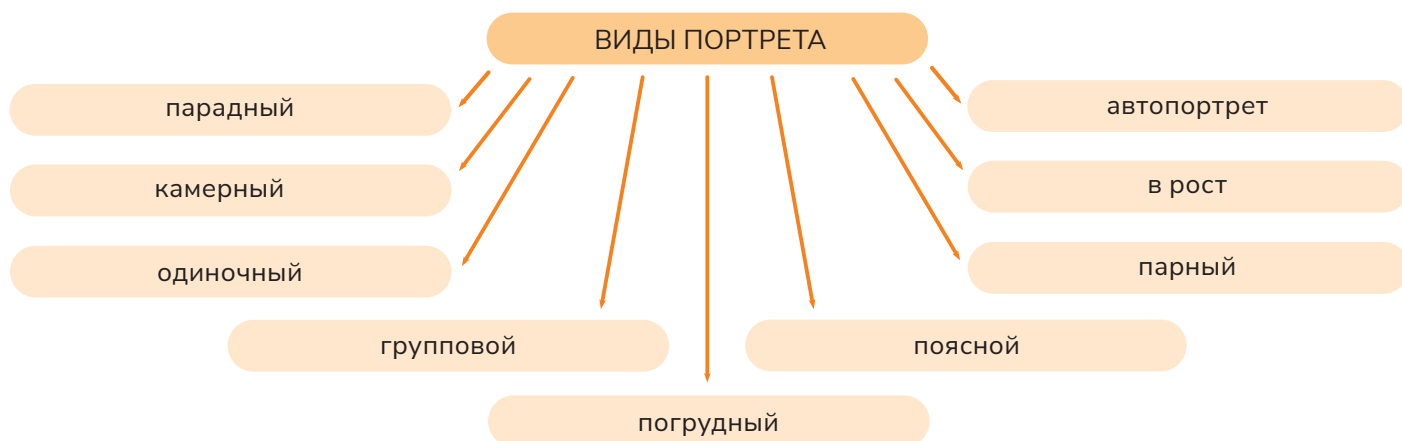 ВИДЫ ПОРТРЕТА
парадный
автопортрет
камерный
в рост
одиночный
парный
групповой
поясной
погрудный